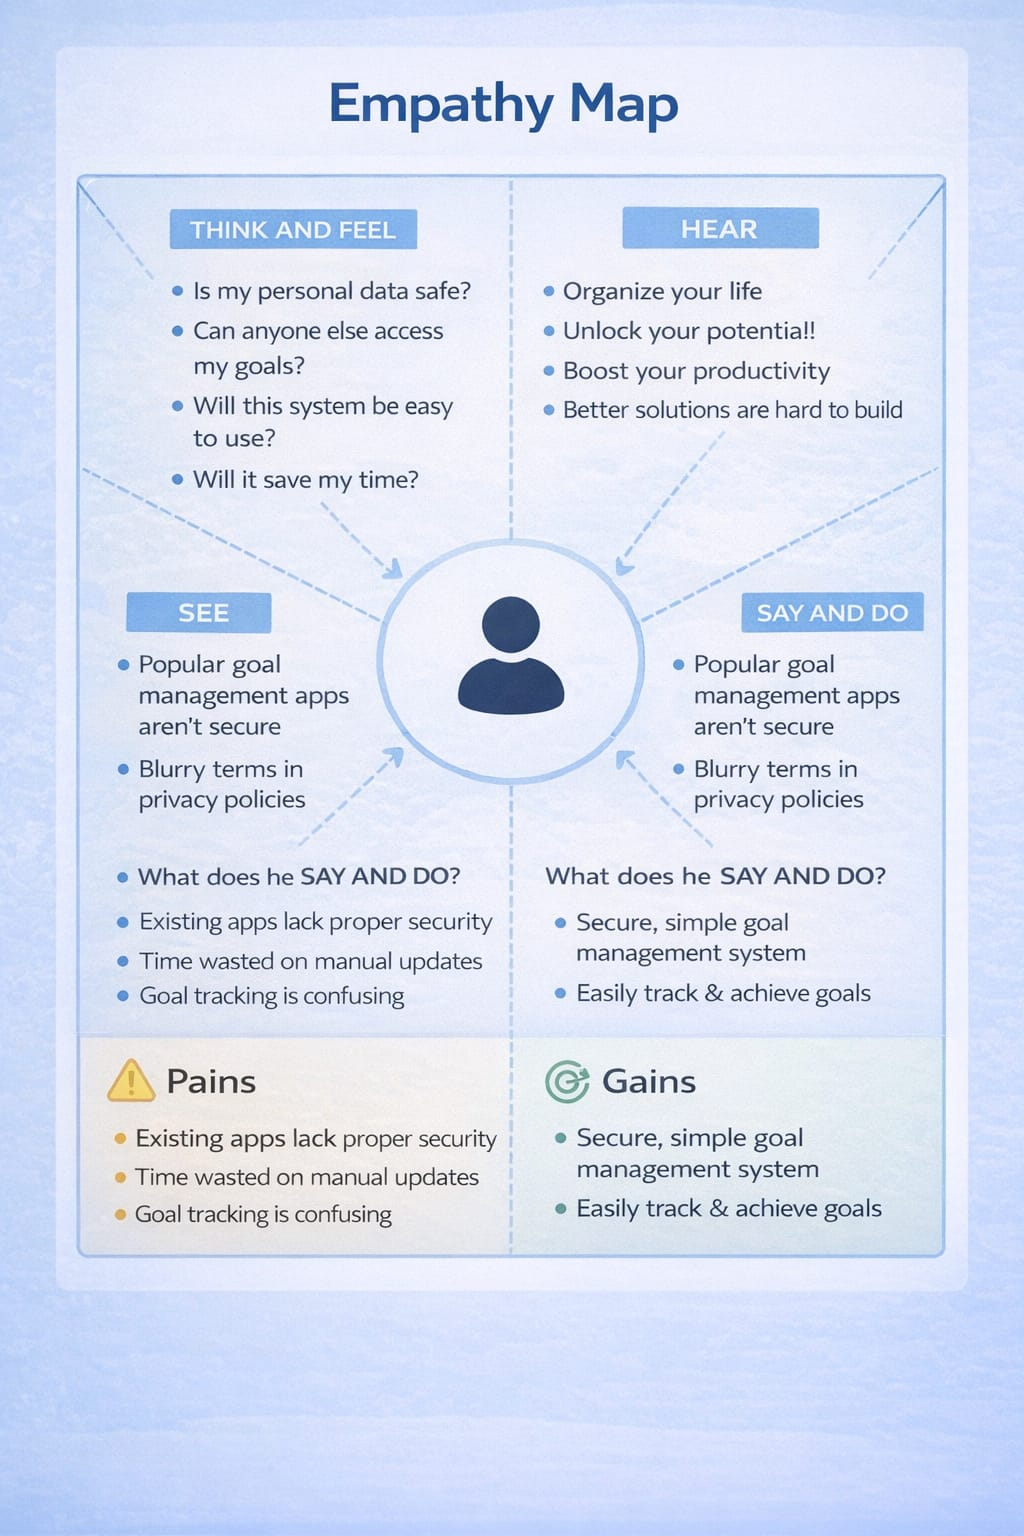 Empathy Map
THINK AND FEEL
Is my personal data safe?
Can anyone else access
my goals?
Will this system be easy
to use?
Will it save my time?
HEAR
Organize your life
Unlock your potential!!
Boost your productivity
Better solutions are hard to build
SEE
Popular goal
management apps
aren't secure
Blurry terms in
privacy policies
SAY AND DO
Popular goal
management apps
aren't secure
Blurry terms in
privacy policies
What does he SAY AND DO?
Existing apps lack proper security
Time wasted on manual updates
Goal tracking is confusing
What does he SAY AND DO?
Secure, simple goal
management system
Easily track & achieve goals
Pains
Existing apps lack proper security
Time wasted on manual updates
Goal tracking is confusing
Gains
Secure, simple goal
management system
Easily track & achieve goals